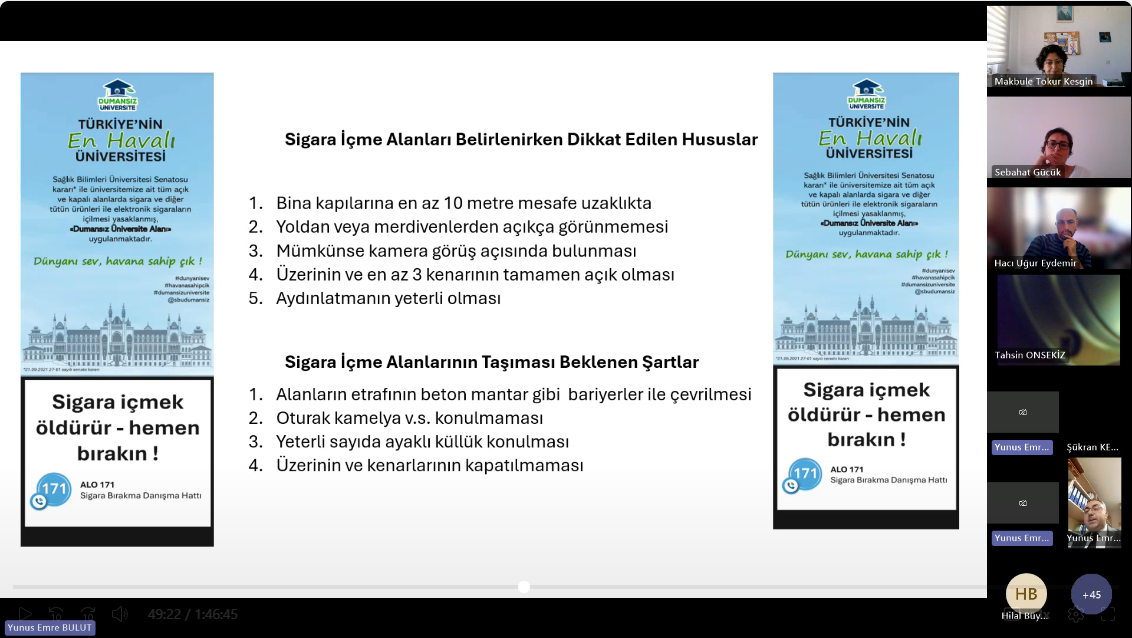 DUMANSIZ
ÜNİVERSİTE
TÜRKİYE'NİN
En Havalı
ÜNİVERSİTESİ
Sağlık Bilimleri Üniversitesi Senatosu
kararı* ile üniversitemize ait tüm açık
ve kapalı alanlarda sigara ve diğer
tütün ürünleri ile elektronik sigaraların
içilmesi yasaklanmış,
«Dumansız Üniversite Alanı»
uygulanmaktadır.
Dünyanı sev, havana sahip çık !
#dunyanisev
#havanasahipcik
#dumansizuniversite
@sbudumansiz
Sigara içmek
öldürür - hemen
bırakın !
171
ALO 171
Sigara Bırakma Danışma Hattı
Sigara İçme Alanları Belirlenirken Dikkat Edilen Hususlar
1. Bina kapılarına en az 10 metre mesafe uzaklıkta
2. Yoldan veya merdivenlerden açıkça görünmemesi
3. Mümkünse kamera görüş açısında bulunması
4. Üzerinin ve en az 3 kenarının tamamen açık olması
5. Aydınlatmanın yeterli olması
Sigara İçme Alanlarının Taşıması Beklenen Şartlar
1. Alanların etrafının beton mantar gibi bariyerler ile çevrilmesi
2. Oturak kamelya v.s. konulmaması
3. Yeterli sayıda ayaklı küllük konulması
4. Üzerinin ve kenarlarının kapatılmaması
DUMANSIZ
ÜNİVERSİTE
TÜRKİYE'NİN
En Havalı
ÜNİVERSİTESİ
Sağlık Bilimleri Üniversitesi Senatosu
kararı* ile üniversitemize ait tüm açık
ve kapalı alanlarda sigara ve diğer
tütün ürünleri ile elektronik sigaraların
içilmesi yasaklanmış,
«Dumansız Üniversite Alanı»
uygulanmaktadır.
Dünyanı sev, havana sahip çık !
#dunyanisev
#havanasahipcik
#dumansizuniversite
@sbudumansiz
Sigara içmek
öldürür - hemen
bırakın !
171
ALO 171
Sigara Bırakma Danışma Hattı
Makbule Tokur Kesgin
Sebahat Gücük
Hacı Uğur Eydemir
Tahsin ONSEKİZ
Yunus Emr...
Şükran KE...
Yunus Emr...
Yunus Emr...
HB
+45
Hilal Büy...
49:22 / 1:46:45
Yunus Emre BULUT